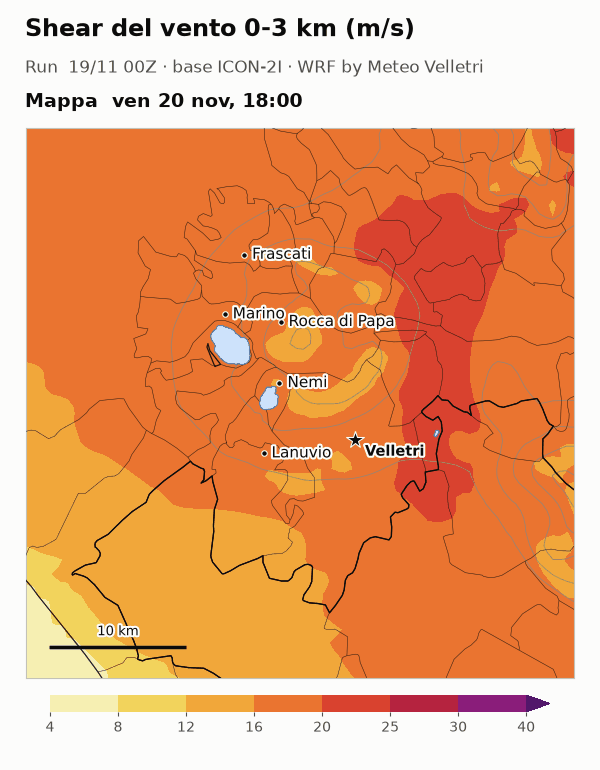 Shear del vento 0-3 km (m/s)
Run  19/11 00Z · base ICON-2I · WRF by Meteo Velletri
Mappa  ven 20 nov, 18:00
Frascati
Marino
Rocca di Papa
Nemi
Velletri
Lanuvio
10 km
4 8 12 16 20 25 30 40